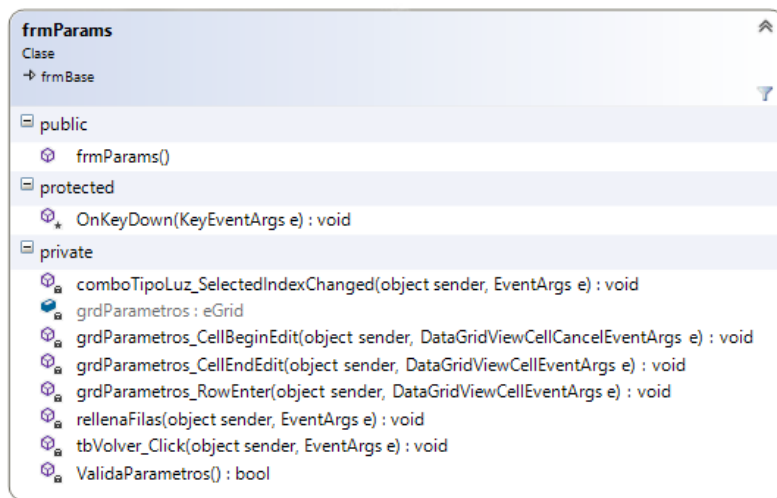 frmParams
Clase
frmBase
public
frmParams()
protected
OnKeyDown(KeyEventArgs e) : void
private
comboTipoLuz_SelectedIndexChanged(object sender, EventArgs e) : void
grdParametros : eGrid
grdParametros_CellBeginEdit(object sender, DataGridViewCellCancelEventArgs e) : void
grdParametros_CellEndEdit(object sender, DataGridViewCellEventArgs e) : void
grdParametros_RowEnter(object sender, DataGridViewCellEventArgs e) : void
rellenaFilas(object sender, EventArgs e) : void
tbVolver_Click(object sender, EventArgs e) : void
ValidaParametros() : bool